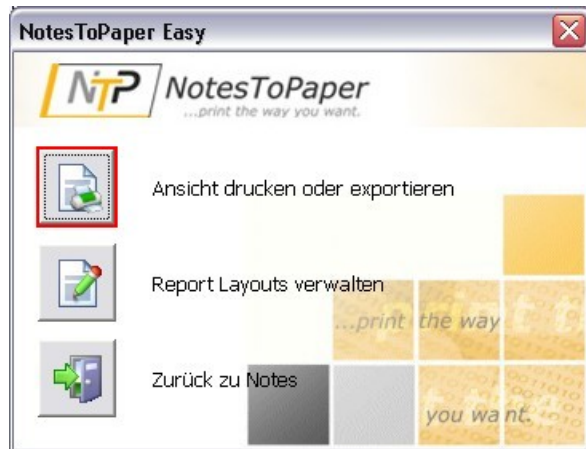 NotesToPaper Easy
NTP NotesToPaper
...print the way you want.
Ansicht drucken oder exportieren
Report Layouts verwalten
...print the way
Zurück zu Notes
you want.